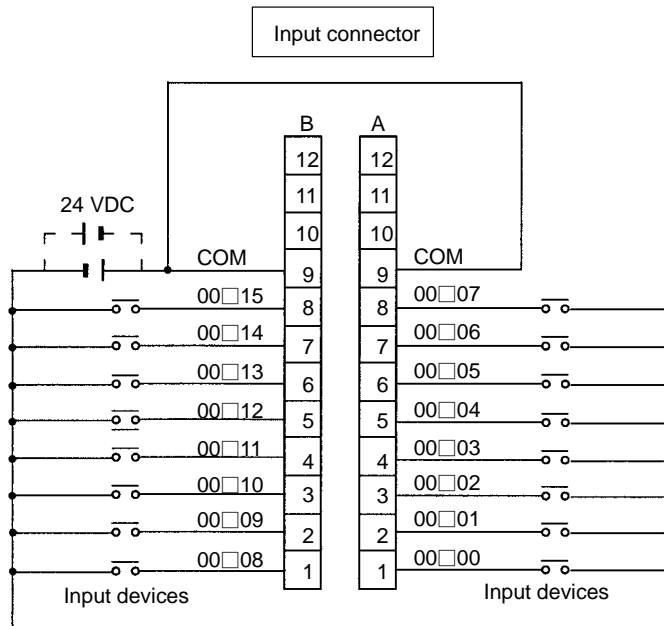 Input connector
B A
12 12
11 11
24 VDC
10 10
COM 9 9 COM
00□15 8 8 00□07
00□14 7 7 00□06
00□13 6 6 00□05
00□12 5 5 00□04
00□11 4 4 00□03
00□10 3 3 00□02
00□09 2 2 00□01
00□08 1 1 00□00
Input devices Input devices